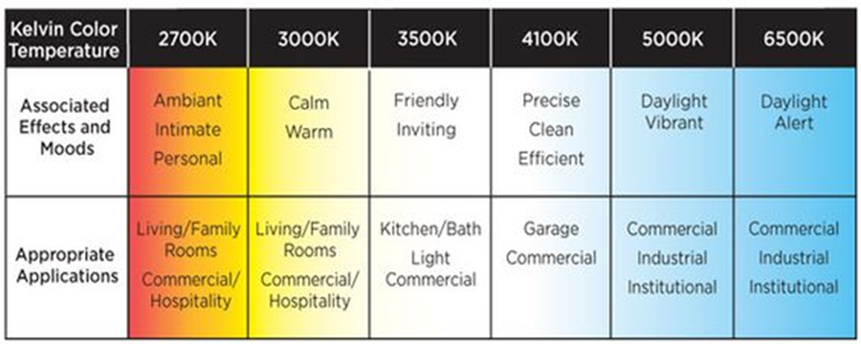 Kelvin Color
Temperature
2700K
3000K
3500K
4100K
5000K
6500K
Associated
Effects and
Moods
Ambiant
Intimate
Personal
Calm
Warm
Friendly
Inviting
Precise
Clean
Efficient
Daylight
Vibrant
Daylight
Alert
Appropriate
Applications
Living/Family
Rooms
Commercial/
Hospitality
Living/Family
Rooms
Commercial/
Hospitality
Kitchen/Bath
Light
Commercial
Garage
Commercial
Commercial
Industrial
Institutional
Commercial
Industrial
Institutional